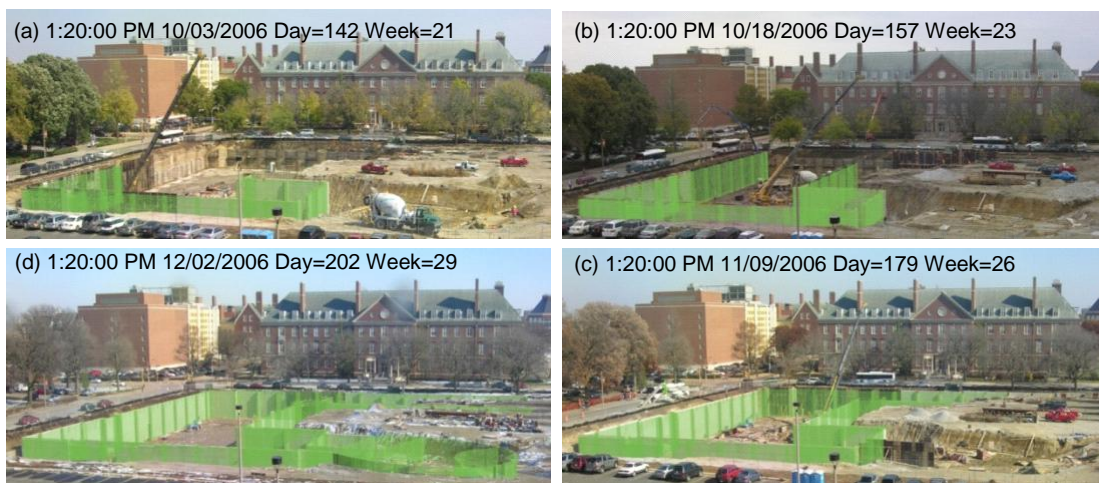 (a) 1:20:00 PM 10/03/2006 Day=142 Week=21
(b) 1:20:00 PM 10/18/2006 Day=157 Week=23
(d) 1:20:00 PM 12/02/2006 Day=202 Week=29
(c) 1:20:00 PM 11/09/2006 Day=179 Week=26